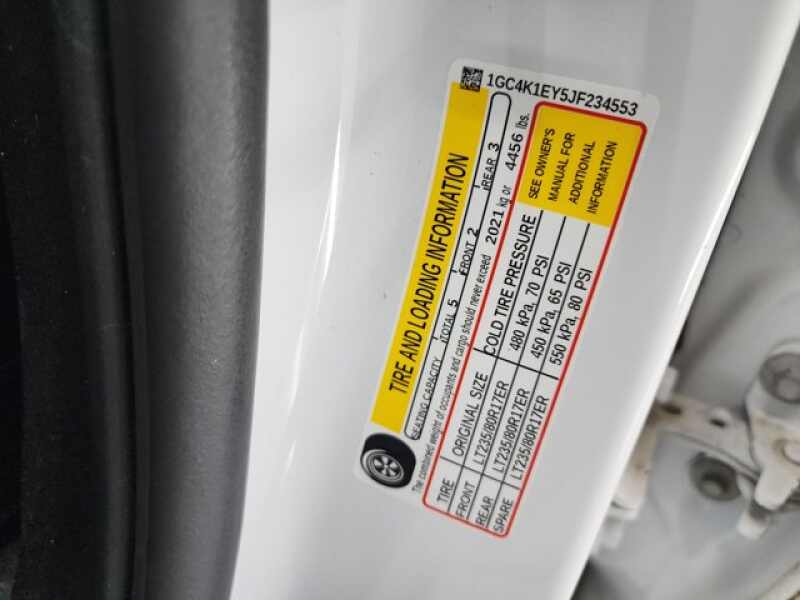 1GC4K1EY5JF234553
TIRE AND LOADING INFORMATION
SEATING CAPACITY TOTAL 5 FRONT 2 REAR 3
The combined weight of occupants and cargo should never exceed 2021 kg or 4456 lbs.
TIRE ORIGINAL SIZE COLD TIRE PRESSURE
FRONT LT235/80R17ER 480 kPa, 70 PSI
REAR LT235/80R17ER 450 kPa, 65 PSI
SPARE LT235/80R17ER 550 kPa, 80 PSI
SEE OWNER'S
MANUAL FOR
ADDITIONAL
INFORMATION